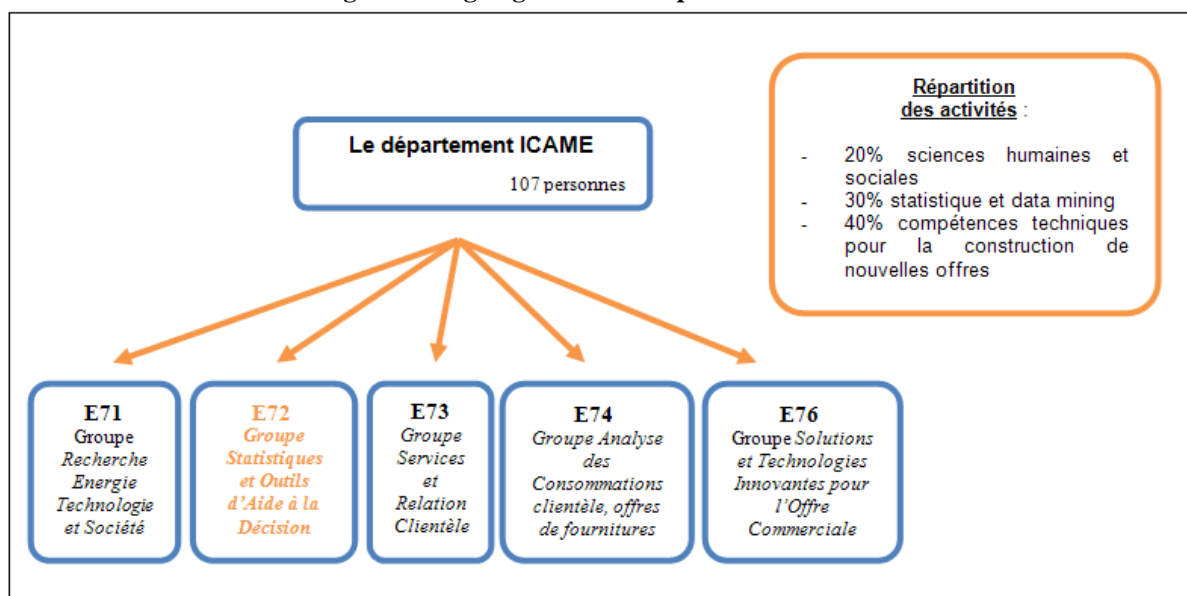 Le département ICAME
107 personnes
Répartition
des activités :
- 20% sciences humaines et
sociales
- 30% statistique et data mining
- 40% compétences techniques
pour la construction de
nouvelles offres
E71
Groupe
Recherche
Energie
Technologie
et Société
E72
Groupe
Statistiques
et Outils
d'Aide à la
Décision
E73
Groupe
Services
et
Relation
Clientèle
E74
Groupe Analyse
des
Consommations
clientèle, offres
de fournitures
E76
Groupe Solutions
et Technologies
Innovantes pour
l'Offre
Commerciale